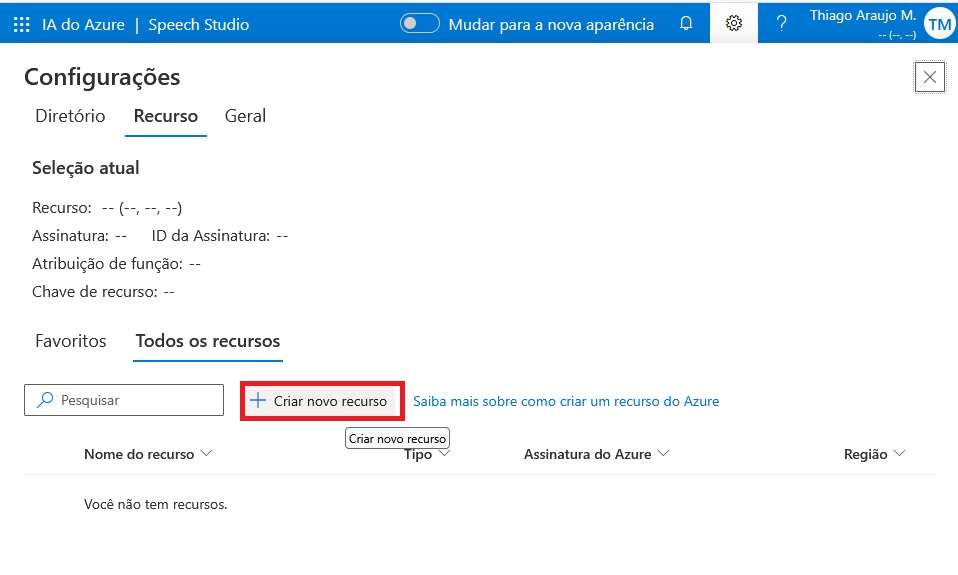 IA do Azure | Speech Studio
Mudar para a nova aparência
?
Thiago Araujo M.
-- (--, --)
TM
Configurações
Diretório Recurso Geral
Seleção atual
Recurso: -- (--, --, --)
Assinatura: -- ID da Assinatura: --
Atribuição de função: --
Chave de recurso: --
Favoritos Todos os recursos
Pesquisar
Criar novo recurso
Saiba mais sobre como criar um recurso do Azure
Criar novo recurso
Nome do recurso Tipo Assinatura do Azure Região
Você não tem recursos.